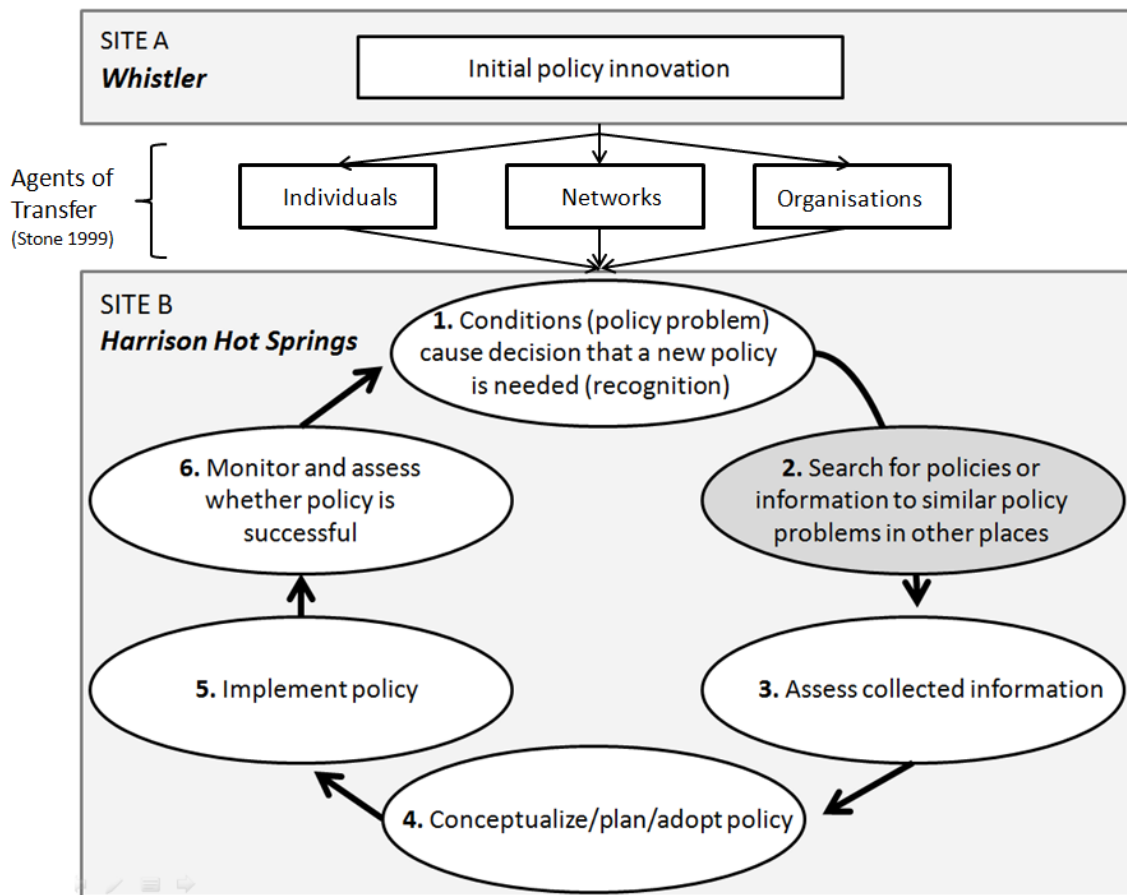 SITE A
Whistler
Initial policy innovation
Agents of
Transfer
(Stone 1999)
Individuals
Networks
Organisations
SITE B
Harrison Hot Springs
1. Conditions (policy problem)
cause decision that a new policy
is needed (recognition)
2. Search for policies or
information to similar policy
problems in other places
3. Assess collected information
4. Conceptualize/plan/adopt policy
5. Implement policy
6. Monitor and assess
whether policy is
successful